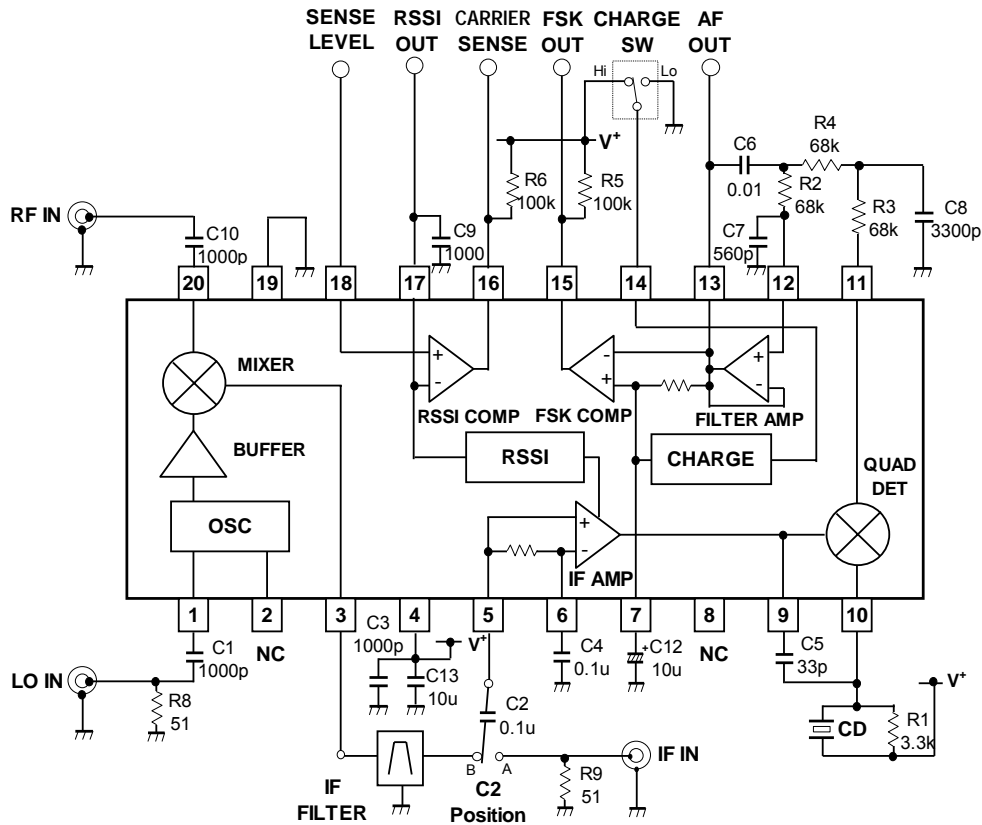 SENSE LEVEL
RSSI OUT
CARRIER SENSE
FSK OUT
CHARGE SW
AF OUT
Hi
Lo
V+
R6
100k
R5
100k
C6
0.01
R4
68k
R2
68k
R3
68k
C8
3300p
C7
560p
RF IN
C10
1000p
C9
1000
20
19
18
17
16
15
14
13
12
11
MIXER
BUFFER
OSC
+
-
RSSI COMP
-
+
FSK COMP
+
-
FILTER AMP
RSSI
CHARGE
QUAD DET
+
-
IF AMP
1
2
3
4
5
6
7
8
9
10
NC
NC
C1
1000p
LO IN
R8
51
C3
1000p
V+
C13
10u
C2
0.1u
C4
0.1u
+
C12
10u
C5
33p
V+
CD
R1
3.3k
IF FILTER
B
A
C2 Position
R9
51
IF IN